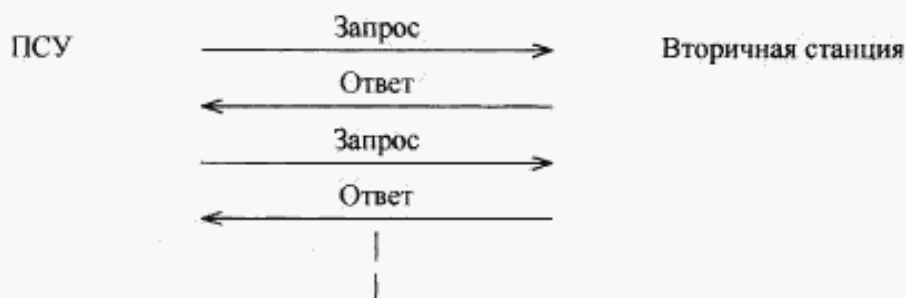 Запрос
ПСУ
Вторичная станция
Ответ
Запрос
Ответ